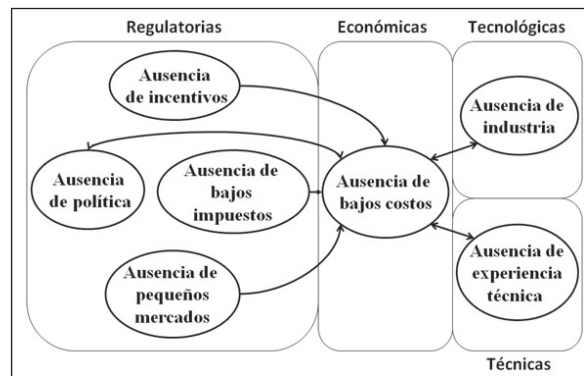 Regulatorias
Económicas
Tecnológicas
Ausencia
de incentivos
Ausencia
de política
Ausencia de
bajos
impuestos
Ausencia de
pequeños
mercados
Ausencia de
bajos costos
Ausencia de
industria
Ausencia de
experiencia
técnica
Técnicas